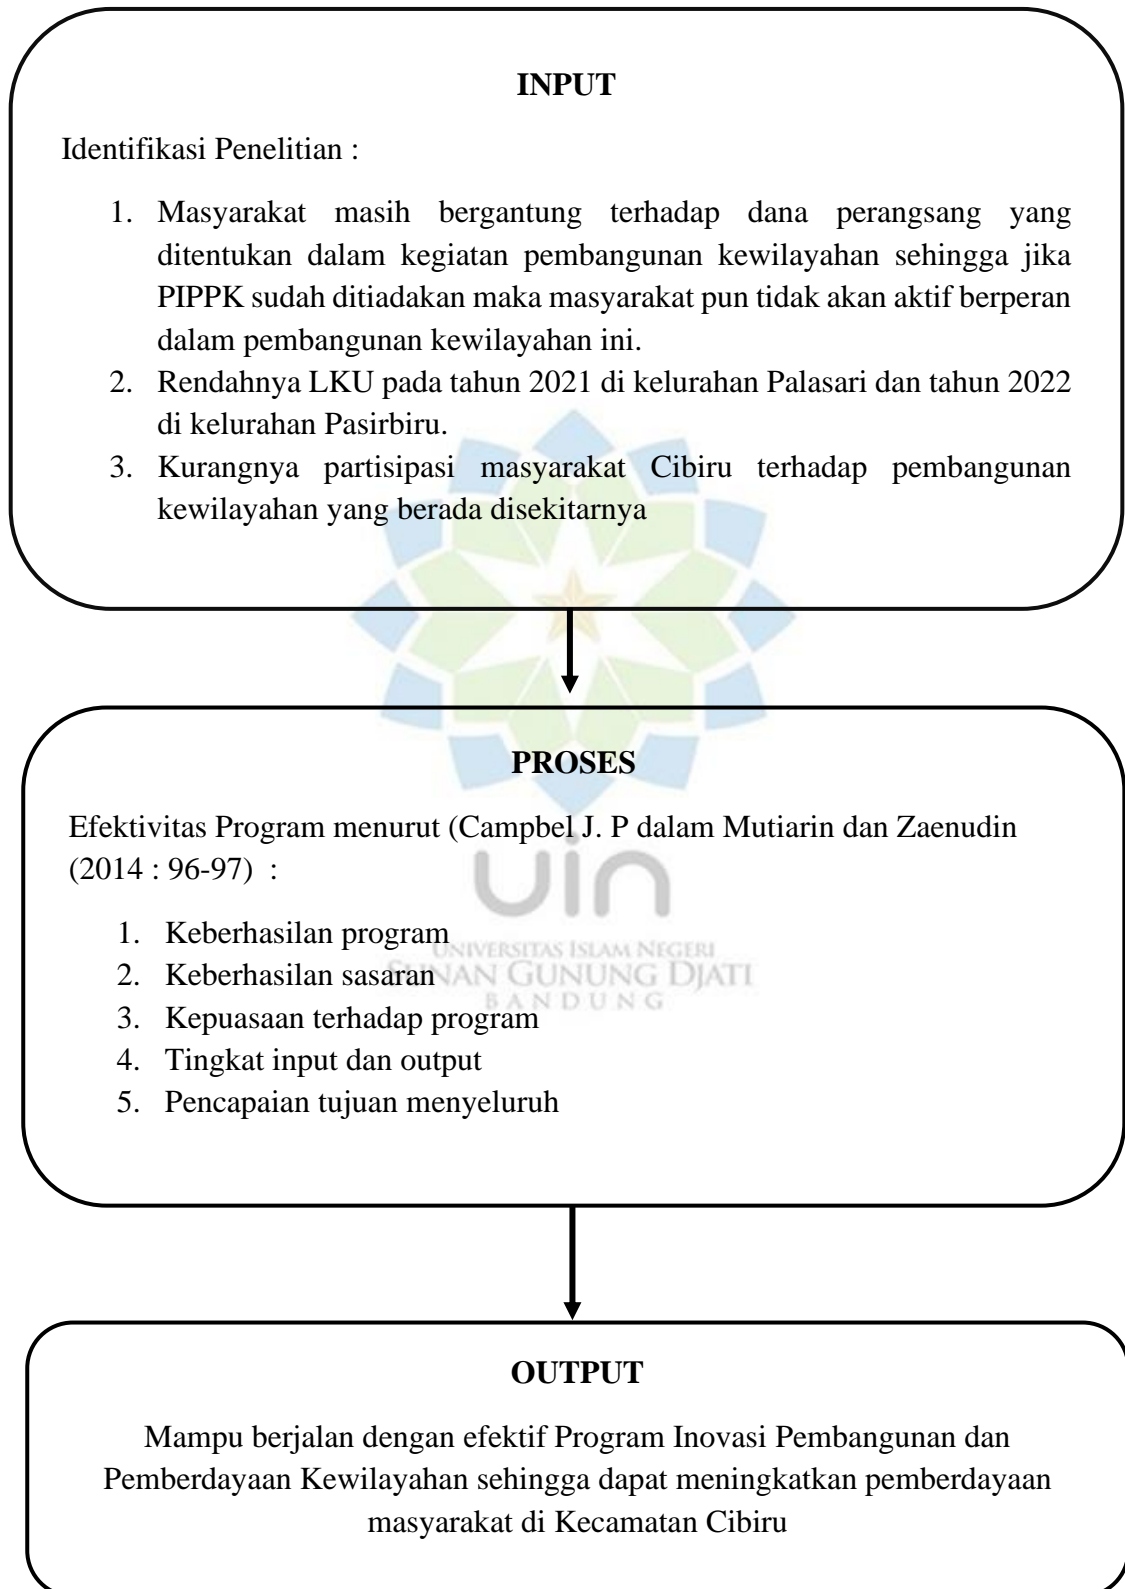 INPUT
Identifikasi Penelitian :
1. Masyarakat masih bergantung terhadap dana perangsang yang
ditentukan dalam kegiatan pembangunan kewilayahan sehingga jika
PIPPK sudah ditiadakan maka masyarakat pun tidak akan aktif berperan
dalam pembangunan kewilayahan ini.
2. Rendahnya LKU pada tahun 2021 di kelurahan Palasari dan tahun 2022
di kelurahan Pasirbiru.
3. Kurangnya partisipasi masyarakat Cibiru terhadap pembangunan
kewilayahan yang berada disekitarnya
PROSES
Efektivitas Program menurut (Campbel J. P dalam Mutiarin dan Zaenudin
(2014 : 96-97) :
uin
1. Keberhasilan program
UNIVERSITAS ISLAM NEGERI
2. Keberhasilan sasaran
SUNAN GUNUNG DJATI
BANDUNG
3. Kepuasaan terhadap program
4. Tingkat input dan output
5. Pencapaian tujuan menyeluruh
OUTPUT
Mampu berjalan dengan efektif Program Inovasi Pembangunan dan
Pemberdayaan Kewilayahan sehingga dapat meningkatkan pemberdayaan
masyarakat di Kecamatan Cibiru